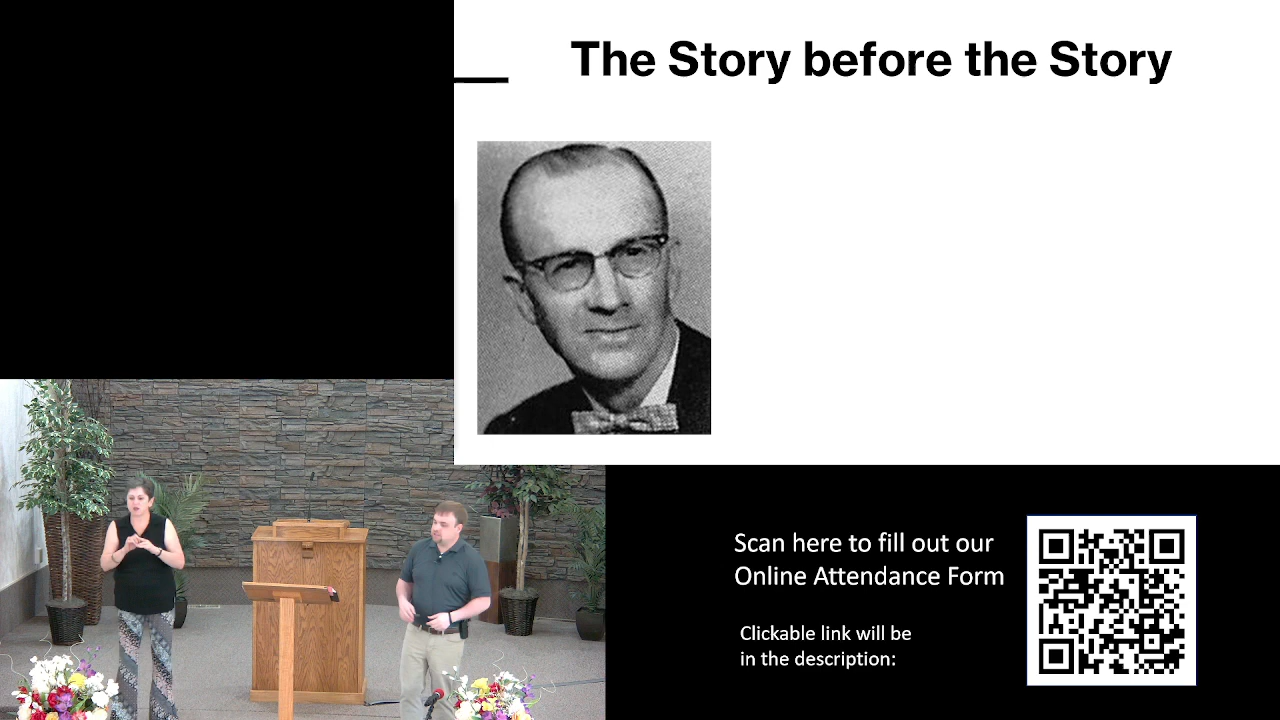 The Story before the Story
Scan here to fill out our
Online Attendance Form
Clickable link will be
in the description: